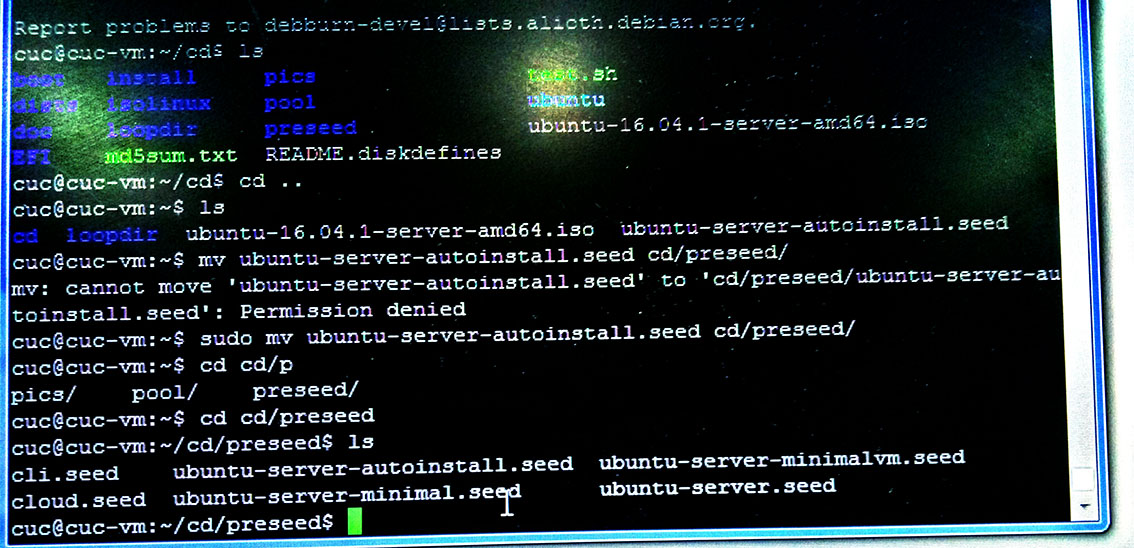 Report problems to debburn-devel@lists.alioth.debian.org.
cuc@cuc-vm:~/cd$ ls
boot install pics test.sh
dists isolinux pool ubuntu
doc loopdir preseed ubuntu-16.04.1-server-amd64.iso
EFI md5sum.txt README.diskdefines
cuc@cuc-vm:~/cd$ cd ..
cuc@cuc-vm:~$ ls
cd loopdir ubuntu-16.04.1-server-amd64.iso ubuntu-server-autoinstall.seed
cuc@cuc-vm:~$ mv ubuntu-server-autoinstall.seed cd/preseed/
mv: cannot move 'ubuntu-server-autoinstall.seed' to 'cd/preseed/ubuntu-server-au
toinstall.seed': Permission denied
cuc@cuc-vm:~$ sudo mv ubuntu-server-autoinstall.seed cd/preseed/
cuc@cuc-vm:~$ cd cd/p
pics/ pool/ preseed/
cuc@cuc-vm:~$ cd cd/preseed
cuc@cuc-vm:~/cd/preseed$ ls
cli.seed ubuntu-server-autoinstall.seed ubuntu-server-minimalvm.seed
cloud.seed ubuntu-server-minimal.seed ubuntu-server.seed
cuc@cuc-vm:~/cd/preseed$